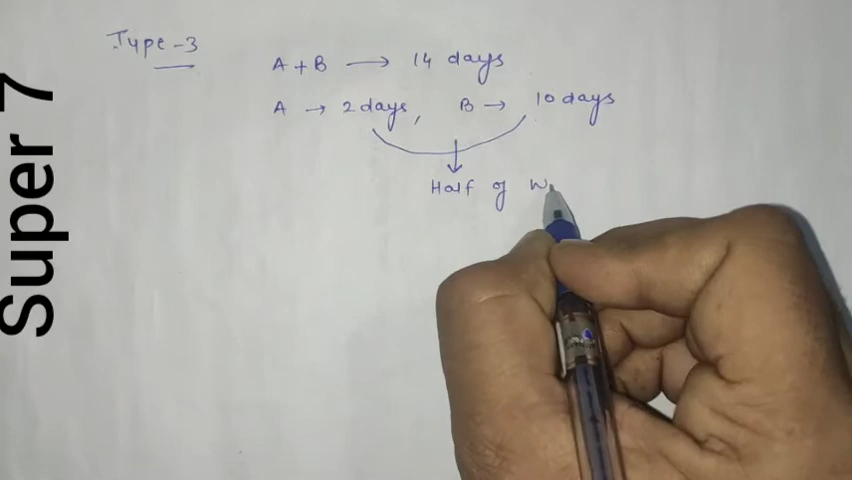 Super 7
Type-3
A+B → 14 days
A → 2 days, B → 10 days
Half of W